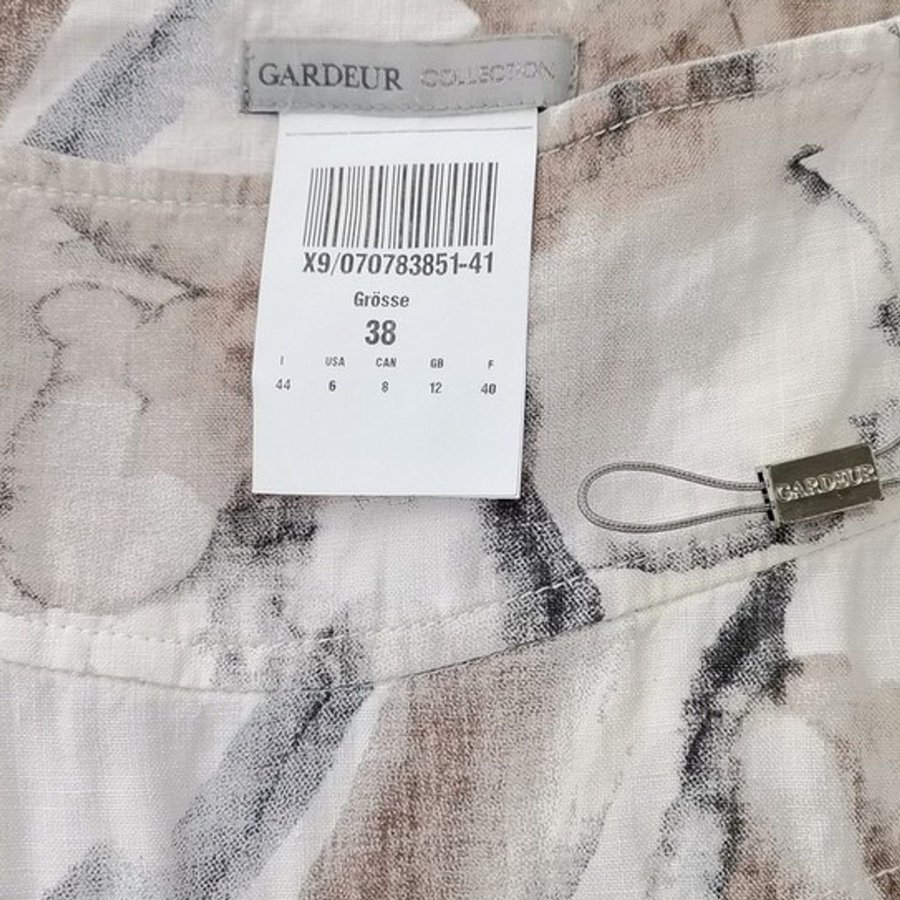 GARDEUR COLLECTION
X9/070783851-41
Grösse
38
I USA CAN GB F
44 6 8 12 40
GARDEUR